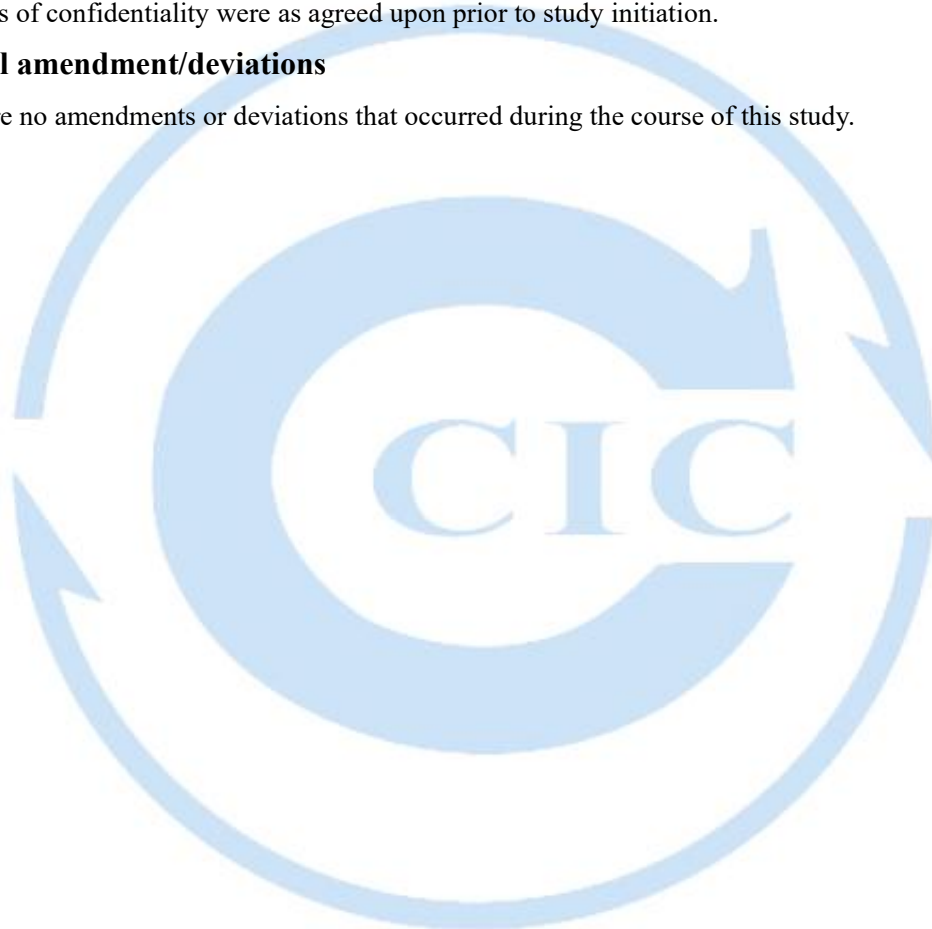 s of confidentiality were as agreed upon prior to study initiation.
l amendment/deviations
e no amendments or deviations that occurred during the course of this study.
CIC